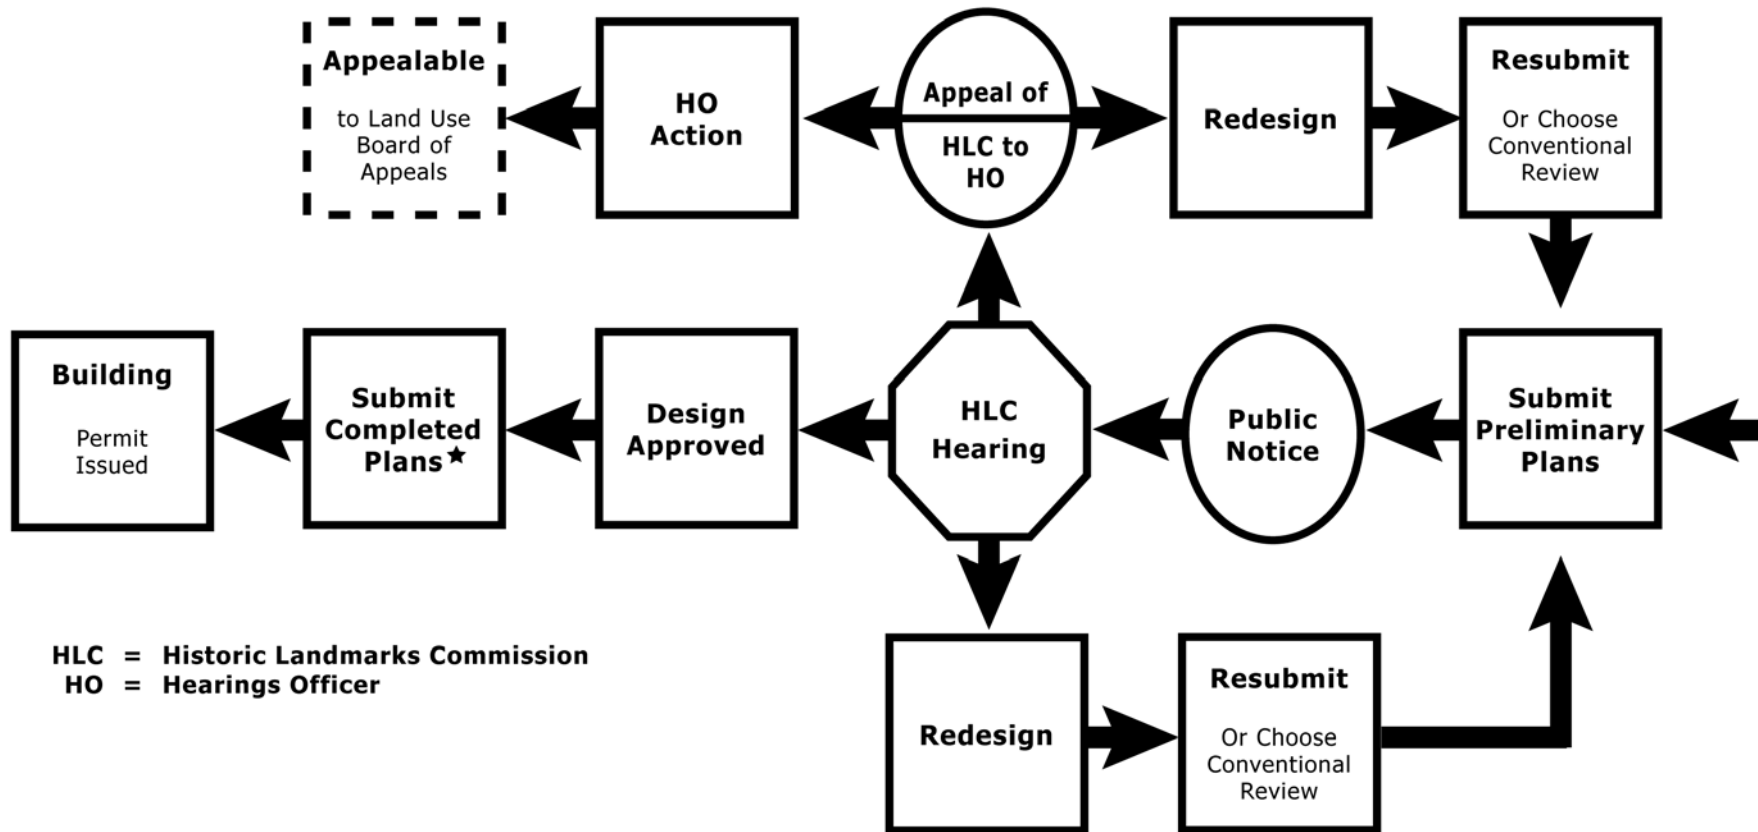 Appealable
to Land Use
Board of
Appeals
HO
Action
Appeal of
HLC to
HO
Redesign
Resubmit
Or Choose
Conventional
Review
Building
Permit
Issued
Submit
Completed
Plans★
Design
Approved
HLC
Hearing
Public
Notice
Submit
Preliminary
Plans
HLC = Historic Landmarks Commission
HO = Hearings Officer
Redesign
Resubmit
Or Choose
Conventional
Review